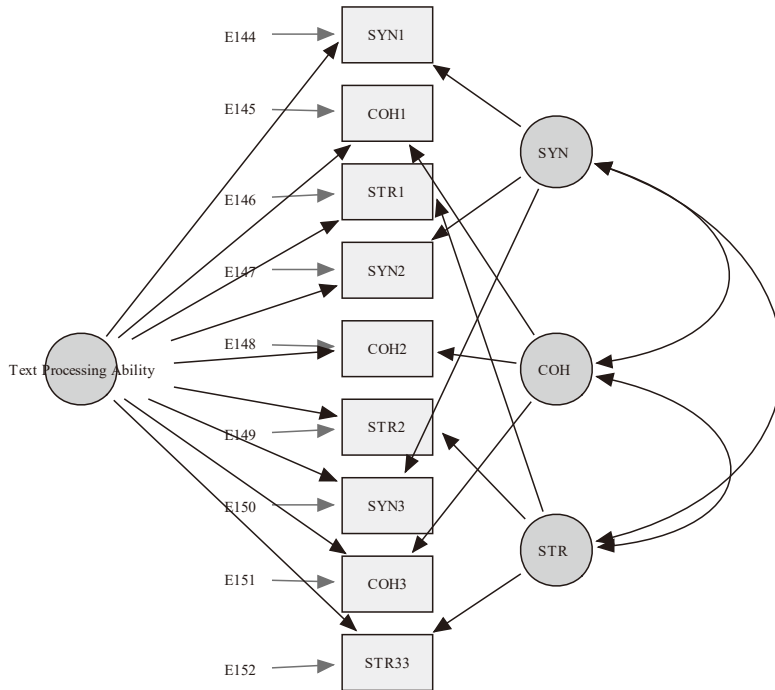 E144
SYN1
E145
COH1
SYN
E146
STR1
E147
SYN2
E148
COH2
Text Processing Ability
COH
E149
STR2
E150
SYN3
STR
E151
COH3
E152
STR33